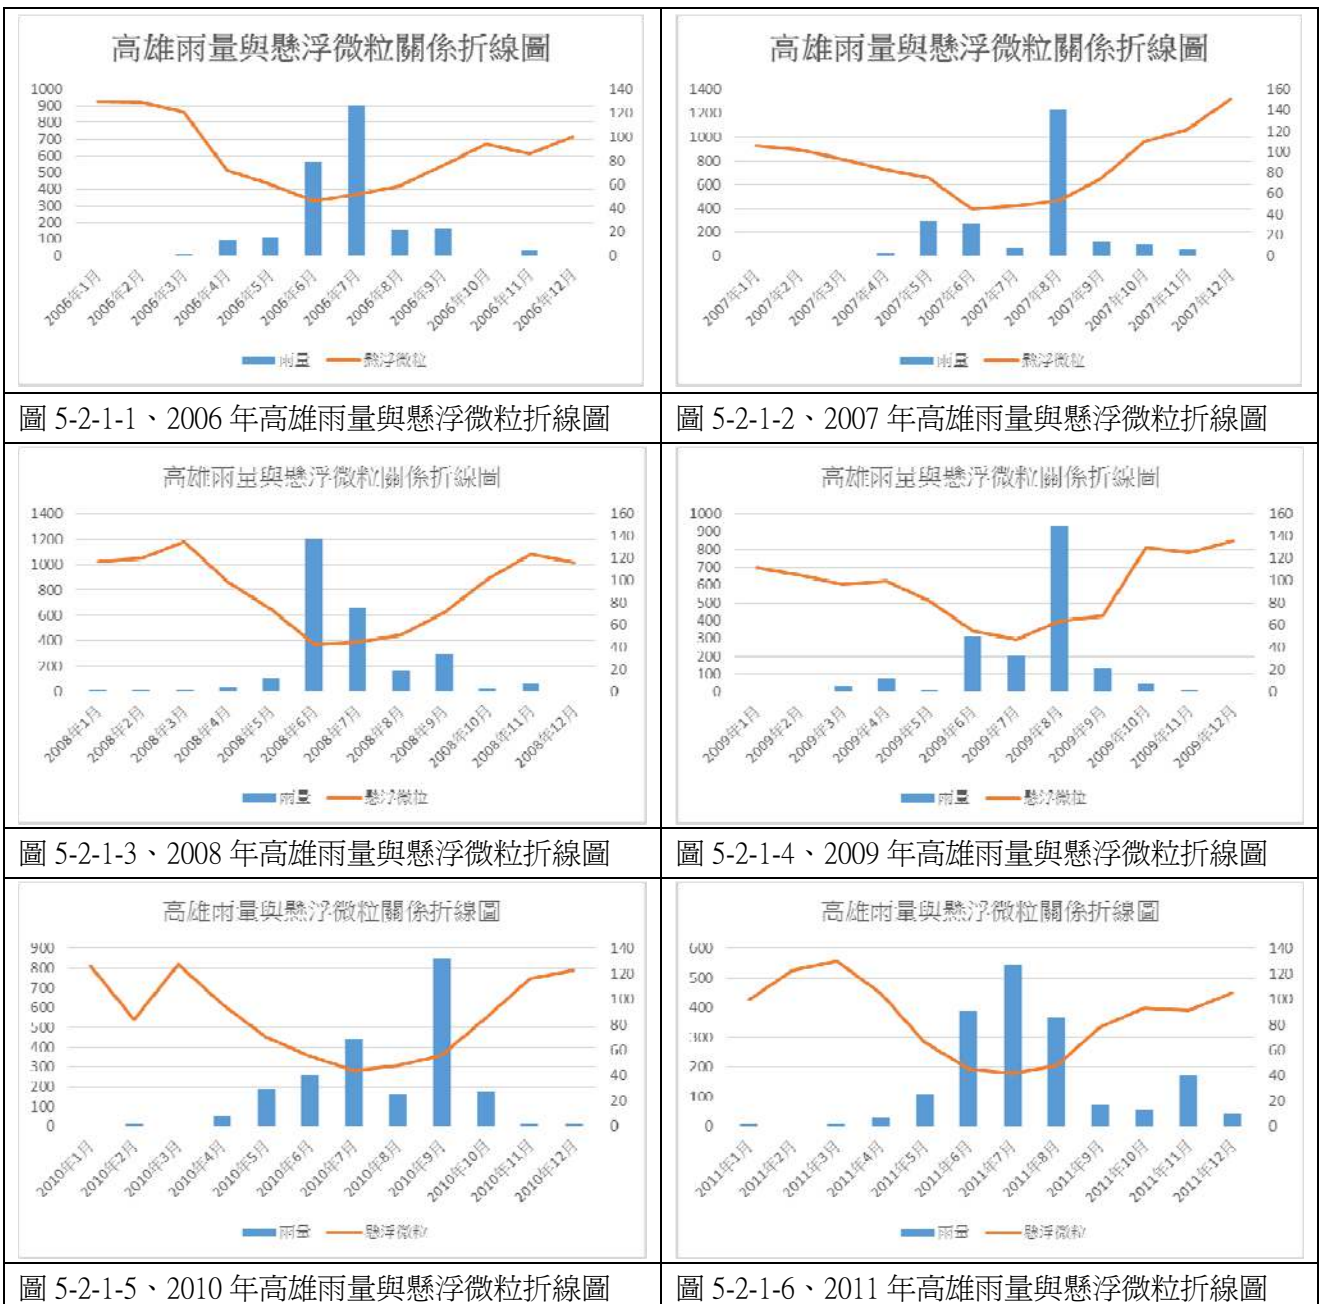 高雄雨量與懸浮微粒關係折線圖
1000
900
800
700
600
500
400
300
200
100
0
140
120
100
80
60
40
20
0
2006年1月
2006年2月
2006年3月
2006年4月
2006年5月
2006年6月
2006年7月
2006年8月
2006年9月
2006年10月
2006年11月
2006年12月
雨量 懸浮微粒
圖 5-2-1-1、2006 年高雄雨量與懸浮微粒折線圖
高雄雨量與懸浮微粒關係折線圖
1400
1200
1000
800
600
400
200
0
160
140
120
100
80
60
40
20
0
2007年1月
2007年2月
2007年3月
2007年4月
2007年5月
2007年6月
2007年7月
2007年8月
2007年9月
2007年10月
2007年11月
2007年12月
雨量 懸浮微粒
圖 5-2-1-2、2007 年高雄雨量與懸浮微粒折線圖
高雄雨量與懸浮微粒關係折線圖
1400
1200
1000
800
600
400
200
0
160
140
120
100
80
60
40
20
0
2008年1月
2008年2月
2008年3月
2008年4月
2008年5月
2008年6月
2008年7月
2008年8月
2008年9月
2008年10月
2008年11月
2008年12月
雨量 懸浮微粒
圖 5-2-1-3、2008 年高雄雨量與懸浮微粒折線圖
高雄雨量與懸浮微粒關係折線圖
1000
900
800
700
600
500
400
300
200
100
0
160
140
120
100
80
60
40
20
0
2009年1月
2009年2月
2009年3月
2009年4月
2009年5月
2009年6月
2009年7月
2009年8月
2009年9月
2009年10月
2009年11月
2009年12月
雨量 懸浮微粒
圖 5-2-1-4、2009 年高雄雨量與懸浮微粒折線圖
高雄雨量與懸浮微粒關係折線圖
900
800
700
600
500
400
300
200
100
0
140
120
100
80
60
40
20
0
2010年1月
2010年2月
2010年3月
2010年4月
2010年5月
2010年6月
2010年7月
2010年8月
2010年9月
2010年10月
2010年11月
2010年12月
雨量 懸浮微粒
圖 5-2-1-5、2010 年高雄雨量與懸浮微粒折線圖
高雄雨量與懸浮微粒關係折線圖
600
500
400
300
200
100
0
140
120
100
80
60
40
20
0
2011年1月
2011年2月
2011年3月
2011年4月
2011年5月
2011年6月
2011年7月
2011年8月
2011年9月
2011年10月
2011年11月
2011年12月
雨量 懸浮微粒
圖 5-2-1-6、2011 年高雄雨量與懸浮微粒折線圖